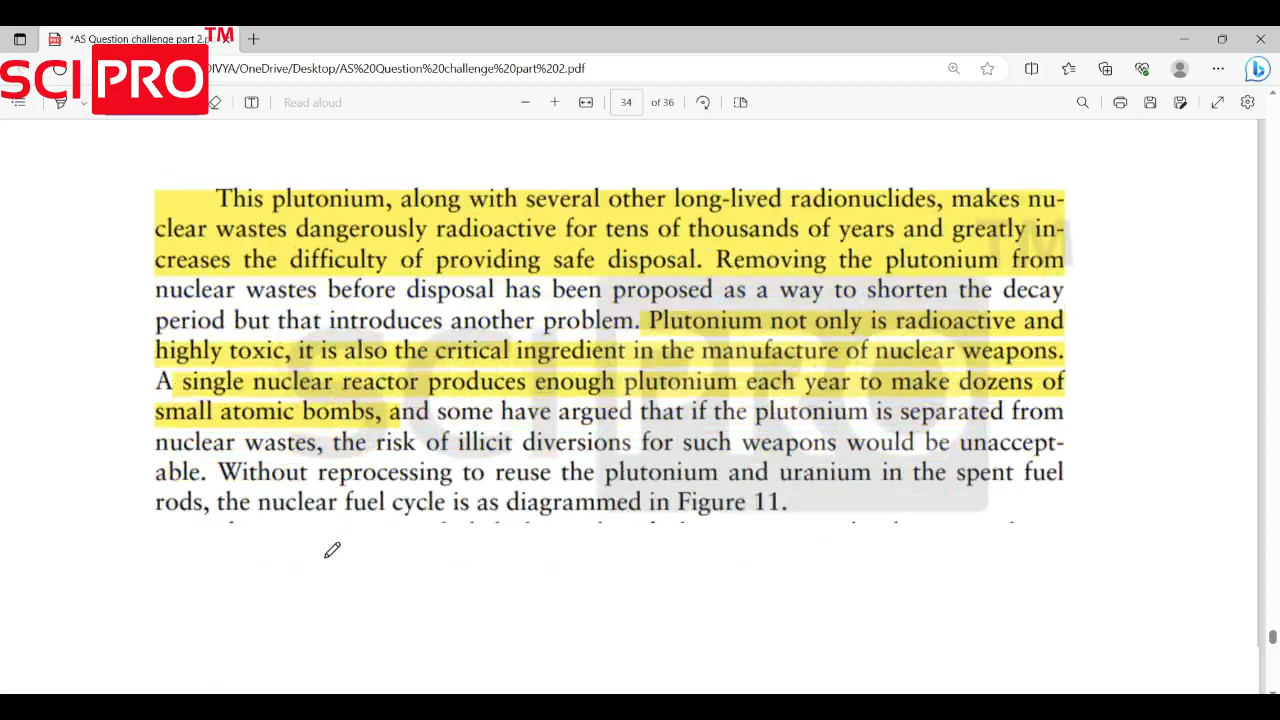 *AS Question challenge part 2.p
TM
SCI PRO
DIVYA/OneDrive/Desktop/AS%20Question%20challenge%20part%202.pdf
Read aloud
34 of 36
This plutonium, along with several other long-lived radionuclides, makes nu-
clear wastes dangerously radioactive for tens of thousands of years and greatly in-
creases the difficulty of providing safe disposal. Removing the plutonium from
nuclear wastes before disposal has been proposed as a way to shorten the decay
period but that introduces another problem. Plutonium not only is radioactive and
highly toxic, it is also the critical ingredient in the manufacture of nuclear weapons.
A single nuclear reactor produces enough plutonium each year to make dozens of
small atomic bombs, and some have argued that if the plutonium is separated from
nuclear wastes, the risk of illicit diversions for such weapons would be unaccept-
able. Without reprocessing to reuse the plutonium and uranium in the spent fuel
rods, the nuclear fuel cycle is as diagrammed in Figure 11.
SCI PRO TM